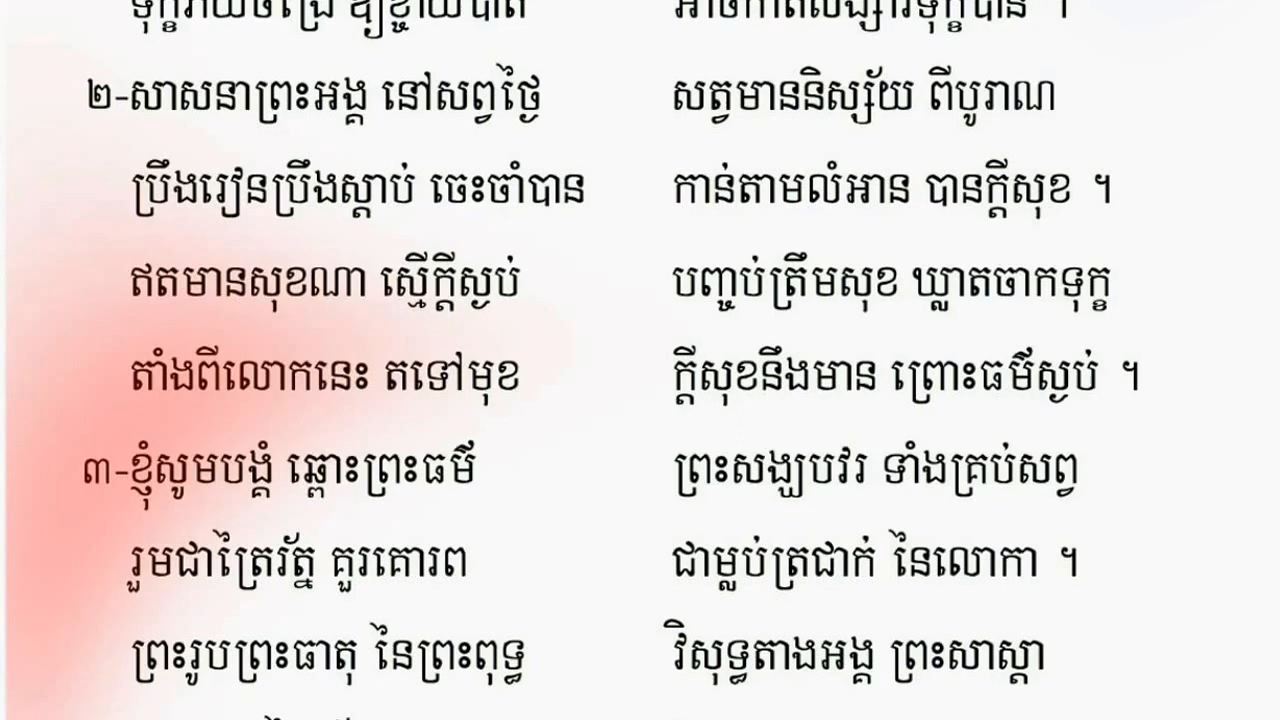 ២-សាសនាព្រះអង្គ នៅសព្វថ្ងៃ សត្វមាននិស្ស័យ ពីបូរាណ
ប្រឹងរៀនប្រឹងស្តាប់ ចេះចាំបាន កាន់តាមលំអាន បានក្តីសុខ ។
ឥតមានសុខណា ស្មើក្តីស្ងប់ បញ្ចប់ត្រឹមសុខ ឃ្លាតចាកទុក្ខ
តាំងពីលោកនេះ តទៅមុខ ក្តីសុខនឹងមាន ព្រោះធម៌ស្ងប់ ។
៣-ខ្ញុំសូមបង្គំ ឆ្ពោះព្រះធម៌ ព្រះសង្ឃបវរ ទាំងគ្រប់សព្វ
រួមជាត្រៃរ័ត្ន គួរគោរព ជាម្លប់ត្រជាក់ នៃលោកា ។
ព្រះរូបព្រះធាតុ នៃព្រះពុទ្ធ វិសុទ្ធតាងអង្គ ព្រះសាស្តា